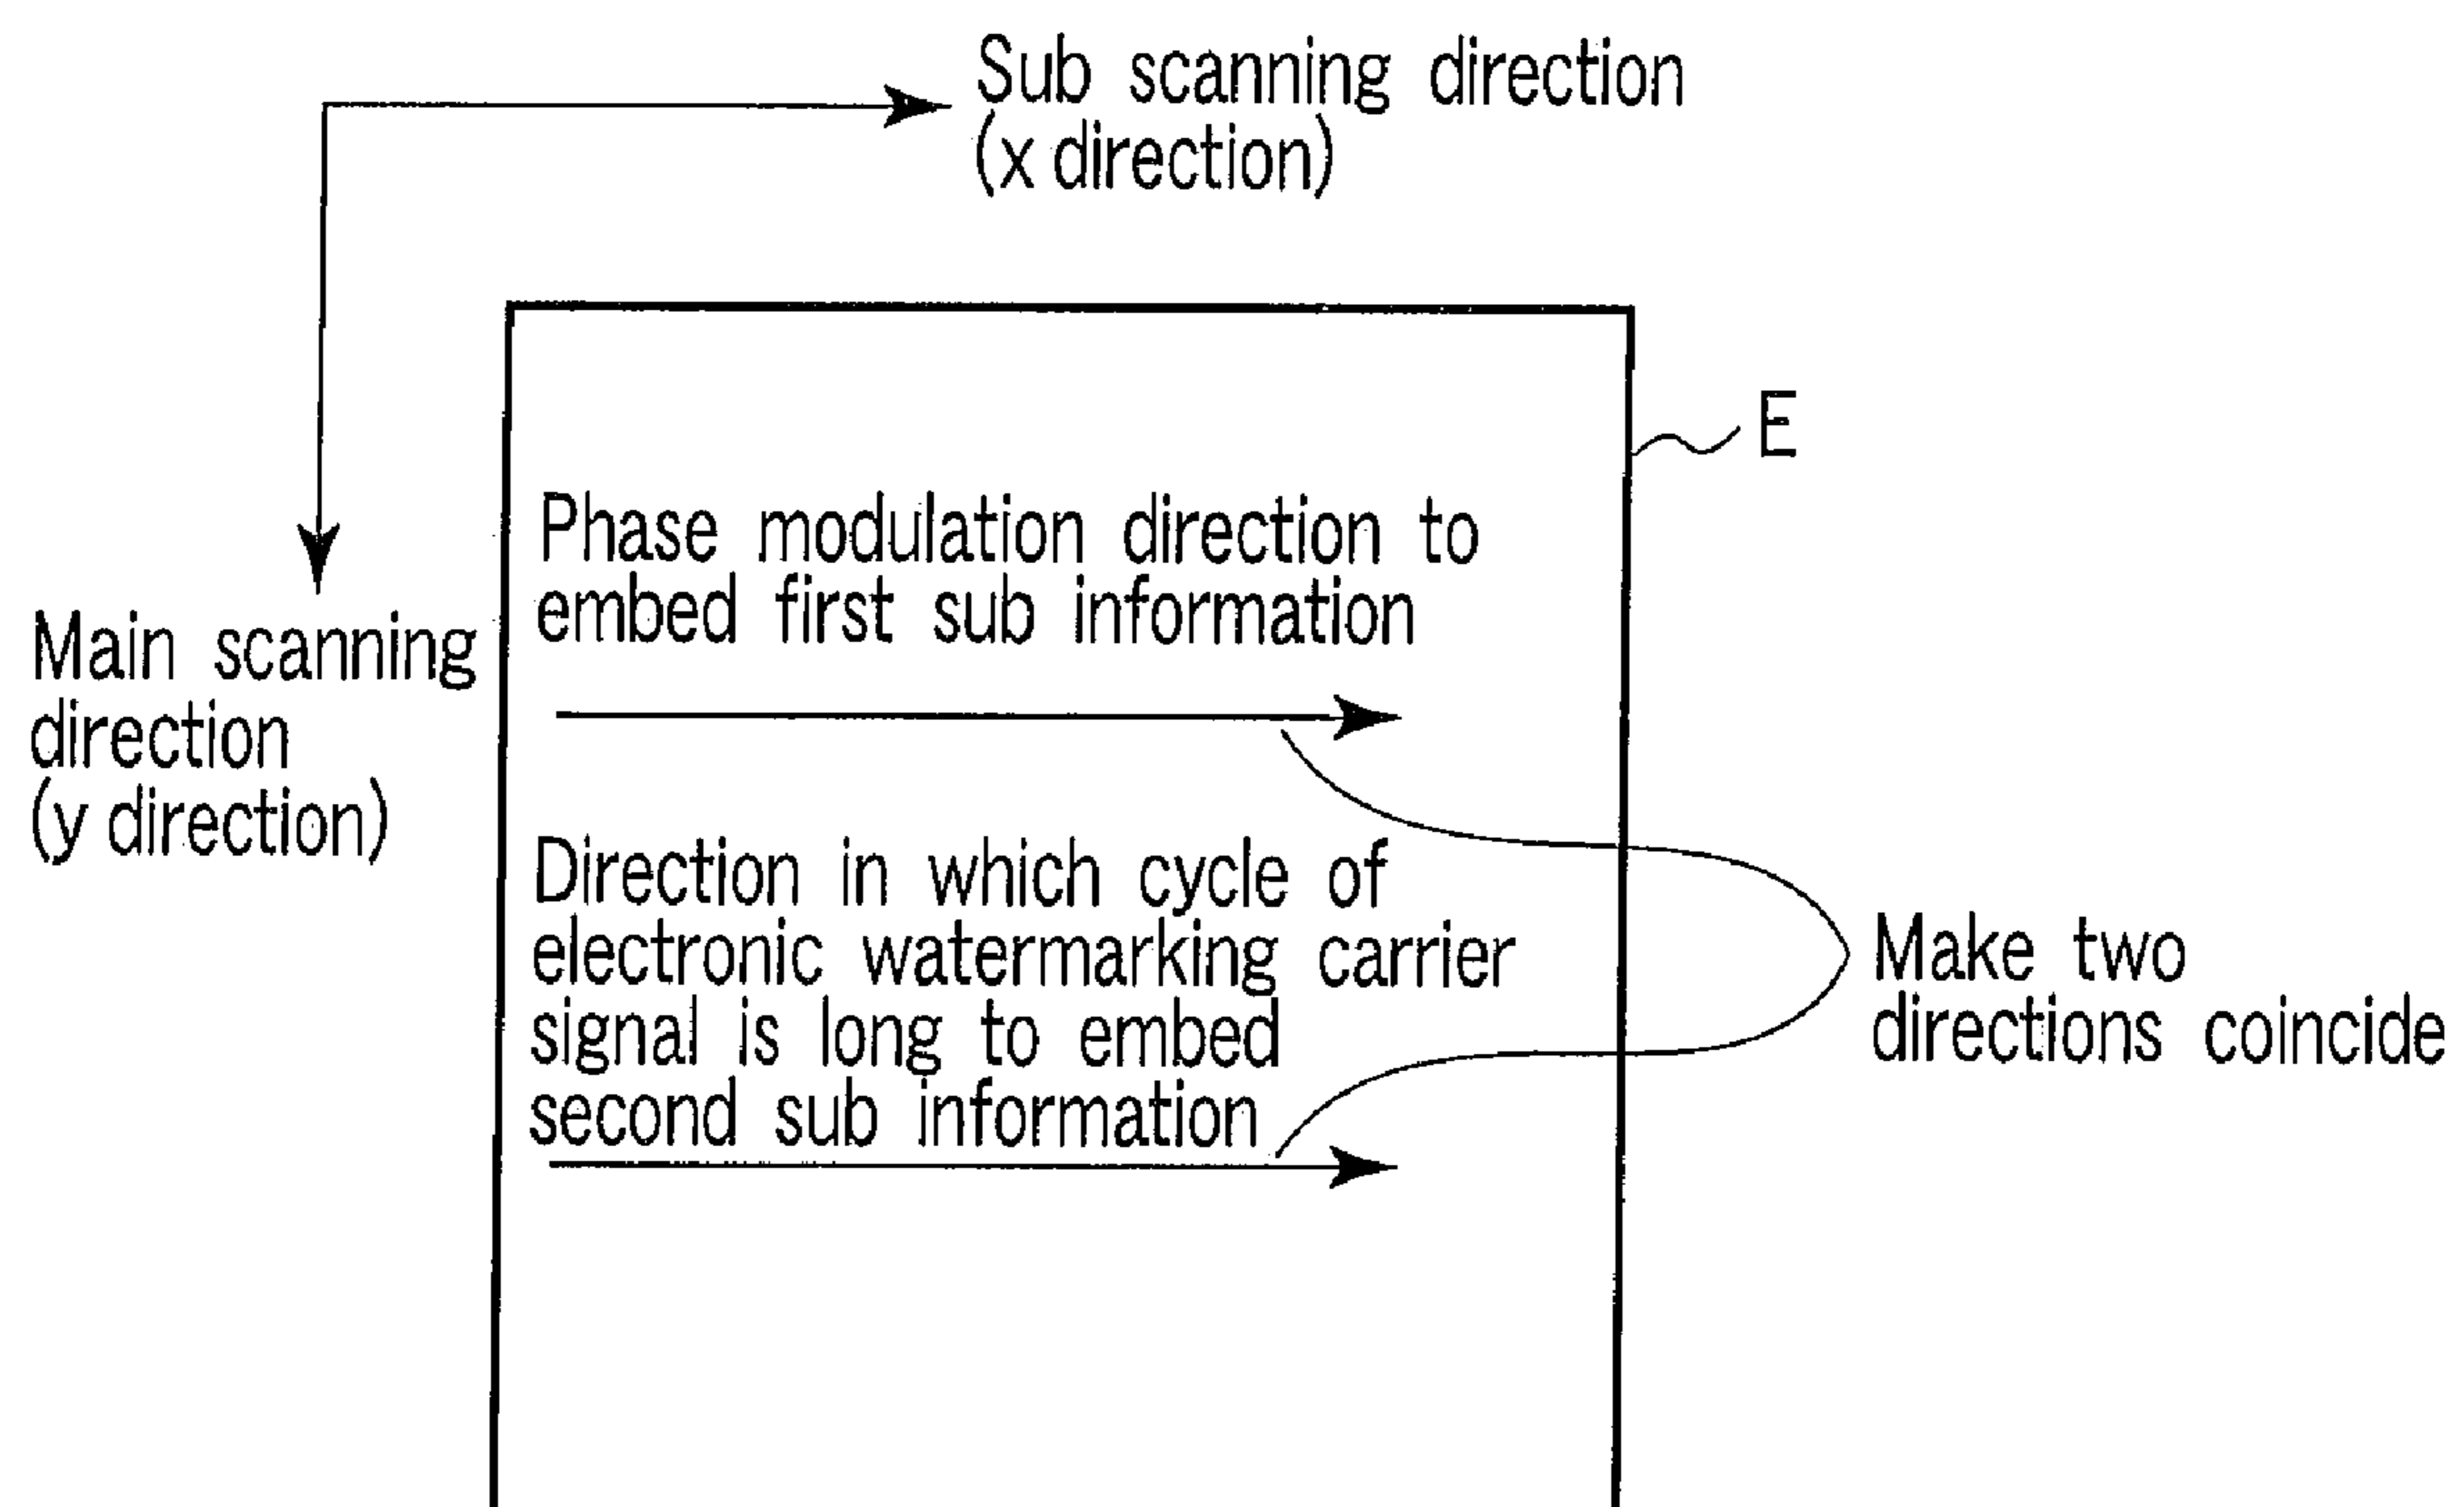 Sub scanning direction
(x direction)
E
Phase modulation direction to
embed first sub information
Main scanning
direction
(y direction)
Direction in which cycle of
electronic watermarking carrier
signal is long to embed
second sub information
Make two
directions coincide